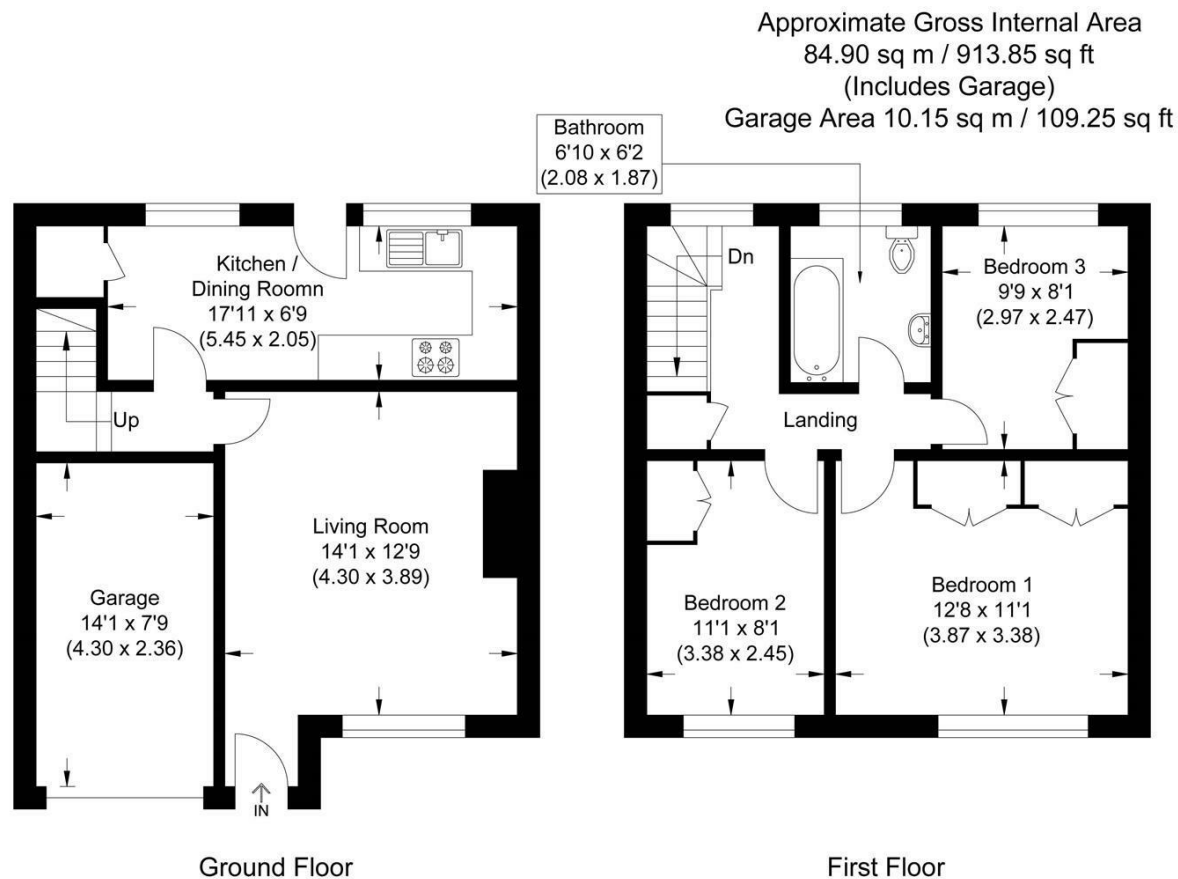 Approximate Gross Internal Area
84.90 sq m / 913.85 sq ft
(Includes Garage)
Garage Area 10.15 sq m / 109.25 sq ft
Bathroom
6'10 x 6'2
(2.08 x 1.87)
Kitchen /
Dining Roomn
17'11 x 6'9
(5.45 x 2.05)
Up
Living Room
14'1 x 12'9
(4.30 x 3.89)
Garage
14'1 x 7'9
(4.30 x 2.36)
IN
Ground Floor
Dn
Bedroom 3
9'9 x 8'1
(2.97 x 2.47)
Landing
Bedroom 2
11'1 x 8'1
(3.38 x 2.45)
Bedroom 1
12'8 x 11'1
(3.87 x 3.38)
First Floor